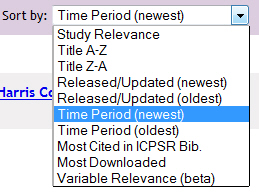 Sort by: Time Period (newest)
Study Relevance
Title A-Z
Title Z-A
Released/Updated (newest)
Harris Co
Released/Updated (oldest)
Time Period (newest)
Time Period (oldest)
Most Cited in ICPSR Bib.
Most Downloaded
Variable Relevance (beta)